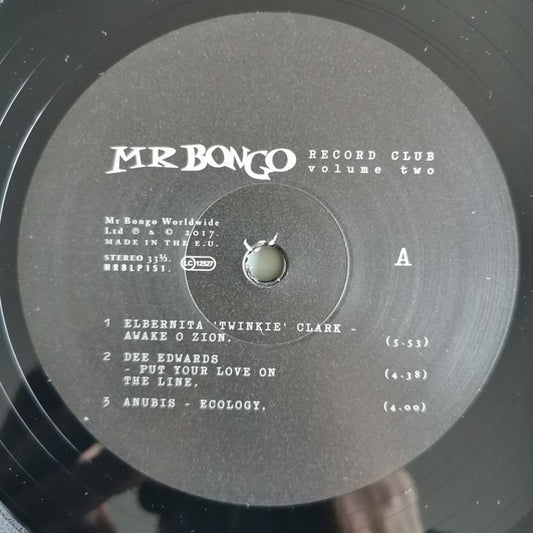 MR BONGO RECORD CLUB
volume two
Mr Bongo Worldwide
Ltd ℗ & © 2017.
MADE IN THE E.U.
STEREO 33⅓.
MRBLP151.
LC 12527
A
1 ELBERNITA 'TWINKIE' CLARK -
AWAKE O ZION. (5.53)
2 DEE EDWARDS
- PUT YOUR LOVE ON
THE LINE. (4.38)
3 ANUBIS - ECOLOGY. (4.00)